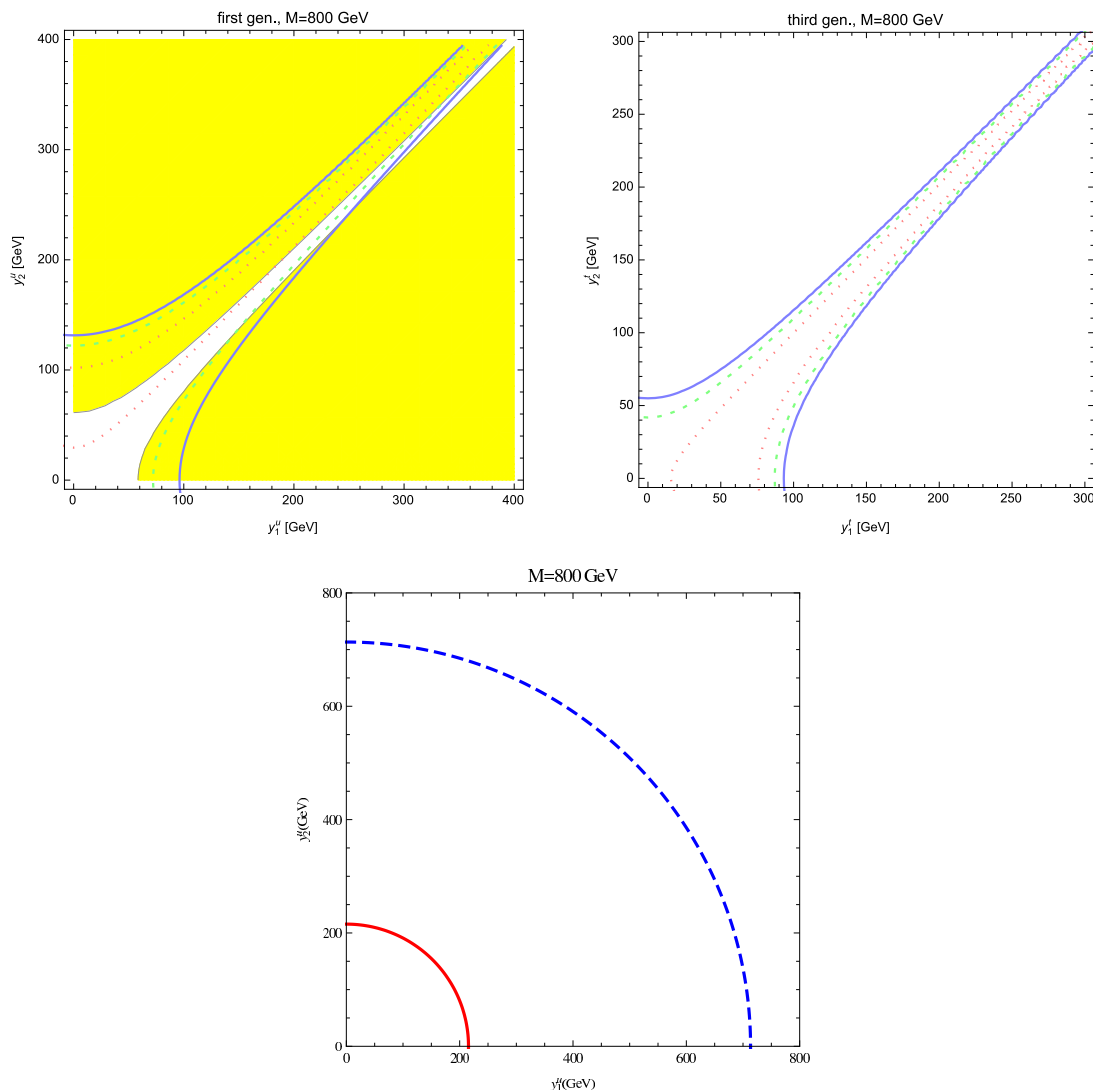 first gen., M=800 GeV
400
300
200
100
0
y₂ᵘ [GeV]
0 100 200 300 400
y₁ᵘ [GeV]
third gen., M=800 GeV
300
250
200
150
100
50
0
y₂ᵗ [GeV]
0 50 100 150 200 250 300
y₁ᵗ [GeV]
M=800 GeV
800
600
400
200
0
y₂ᵘ(GeV)
0 200 400 600 800
y₁ᵘ(GeV)